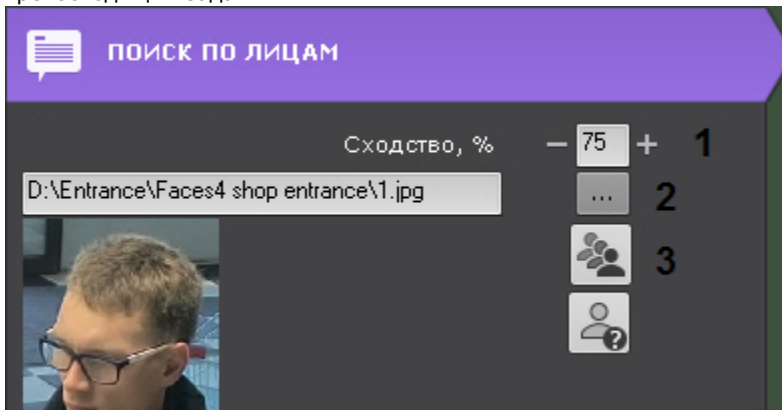 ПОИСК ПО ЛИЦАМ
Сходство, % – 75 + 1
D:\Entrance\Faces4 shop entrance\1.jpg ... 2
3
?